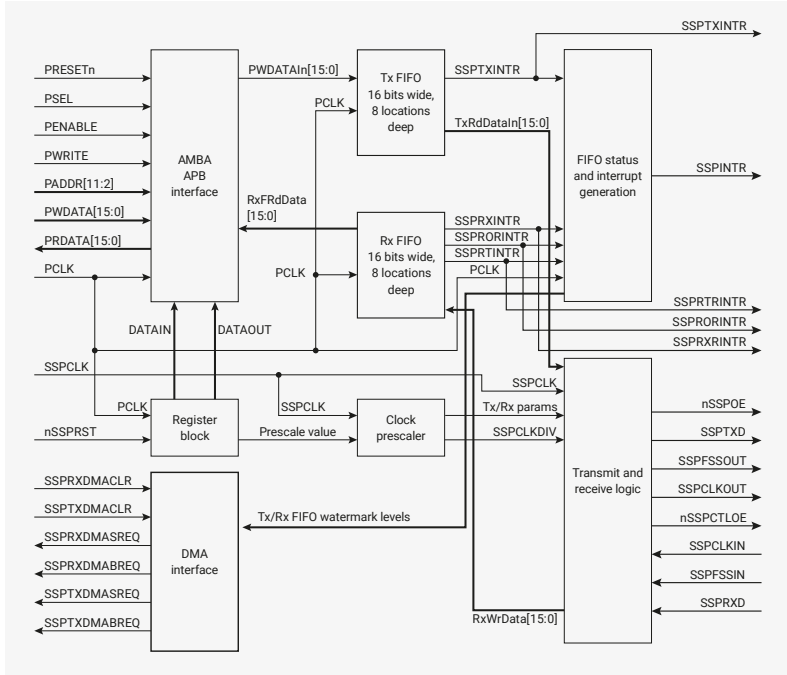 SSPTXINTR
PRESETn
PSEL
PENABLE
PWRITE
PADDR[11:2]
PWDATA[15:0]
PRDATA[15:0]
PCLK
AMBA
APB
interface
PWDATAIn[15:0]
PCLK
Tx FIFO
16 bits wide,
8 locations
deep
SSPTXINTR
TxRdDataIn[15:0]
FIFO status
and interrupt
generation
SSPINTR
RxFRdData
[15:0]
PCLK
Rx FIFO
16 bits wide,
8 locations
deep
SSPRXINTR
SSPRORINTR
SSPRTINTR
PCLK
SSPRTRINTR
SSPRORINTR
SSPRXRINTR
DATAIN
DATAOUT
SSPCLK
PCLK
nSSPRST
Register
block
SSPCLK
Prescale value
Clock
prescaler
SSPCLK
Tx/Rx params
SSPCLKDIV
Transmit and
receive logic
nSSPOE
SSPTXD
SSPFSSOUT
SSPCLKOUT
nSSPCTLOE
SSPCLKIN
SSPFSSIN
SSPRXD
SSPRXDMACLR
SSPTXDMACLR
SSPRXDMASREQ
SSPRXDMABREQ
SSPTXDMASREQ
SSPTXDMABREQ
DMA
interface
Tx/Rx FIFO watermark levels
RxWrData[15:0]